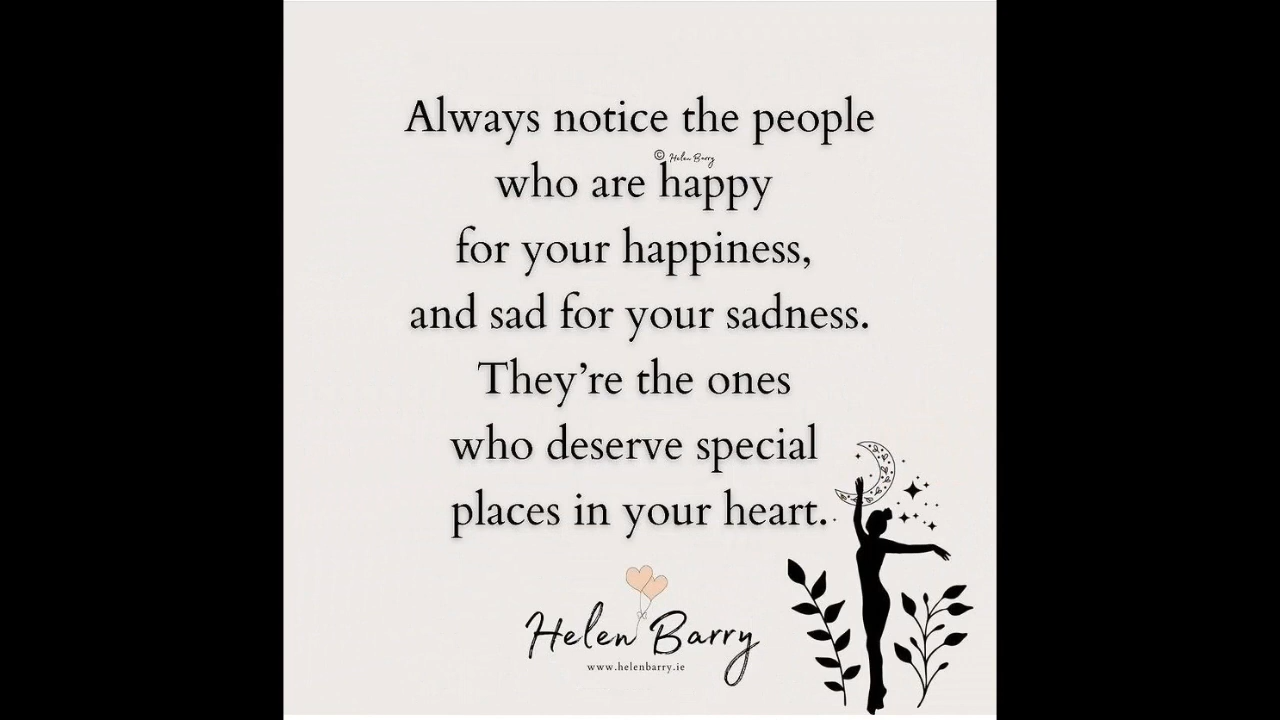 Always notice the people
© Helen Barry
who are happy
for your happiness,
and sad for your sadness.
They’re the ones
who deserve special
places in your heart.
Helen Barry
www.helenbarry.ie